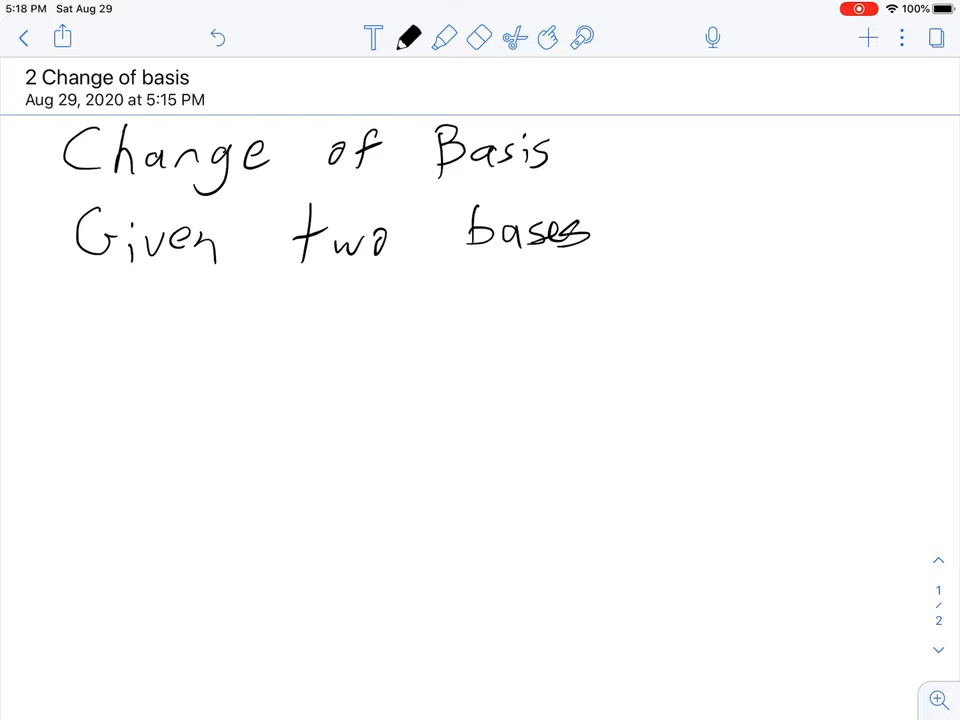 5:18 PM Sat Aug 29 100%
T
2 Change of basis
Aug 29, 2020 at 5:15 PM
Change of Basis
Given two bases
1
/
2